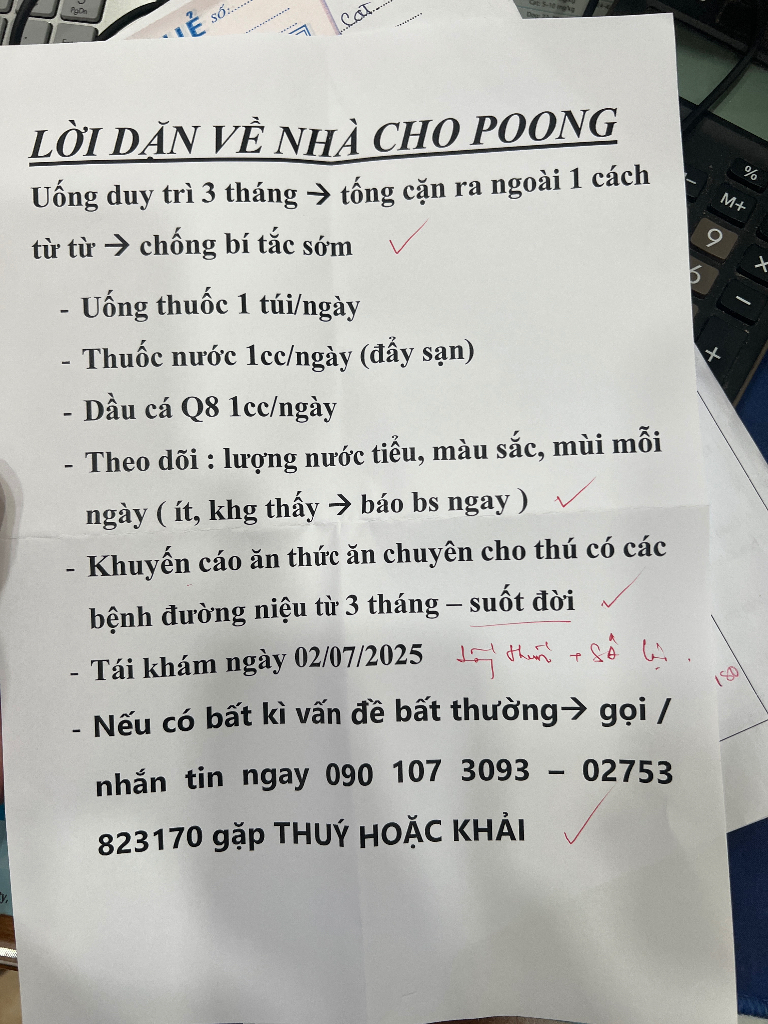 SỐ:
Cat
LỜI DẶN VỀ NHÀ CHO POONG
Uống duy trì 3 tháng → tống cặn ra ngoài 1 cách
từ từ → chống bí tắc sớm
- Uống thuốc 1 túi/ngày
- Thuốc nước 1cc/ngày (đẩy sạn)
- Dầu cá Q8 1cc/ngày
- Theo dõi : lượng nước tiểu, màu sắc, mùi mỗi
ngày ( ít, khg thấy → báo bs ngay )
- Khuyến cáo ăn thức ăn chuyên cho thú có các
bệnh đường niệu từ 3 tháng – suốt đời
- Tái khám ngày 02/07/2025 thuốc + Sổ
- Nếu có bất kì vấn đề bất thường→ gọi /
nhắn tin ngay 090 107 3093 – 02753
823170 gặp THUÝ HOẶC KHẢI
180
%
M+
9
6
×
−
+